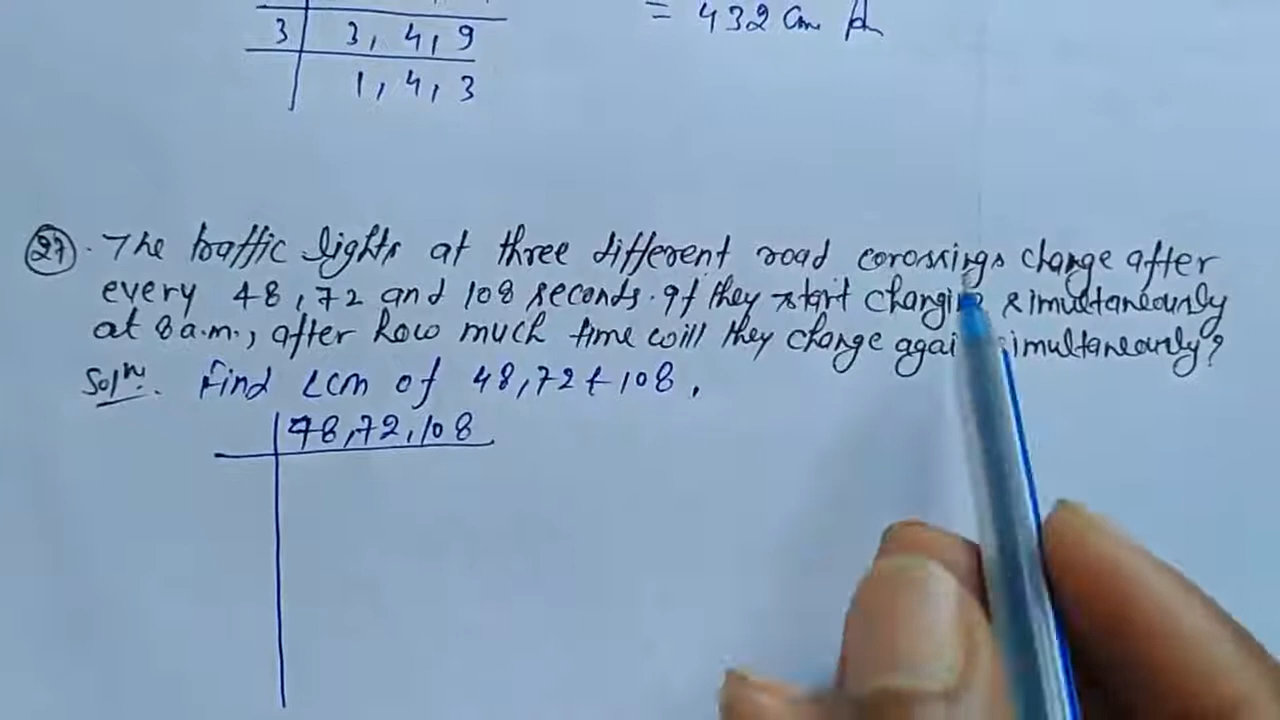 3 3, 4, 9
= 432 cm
1, 4, 3
27. The traffic lights at three different road corossings change after
every 48, 72 and 108 seconds. If they start changing simultaneously
at 8 a.m., after how much time will they change again simultaneously?
Solⁿ. Find LCM of 48, 72 & 108.
48, 72, 108